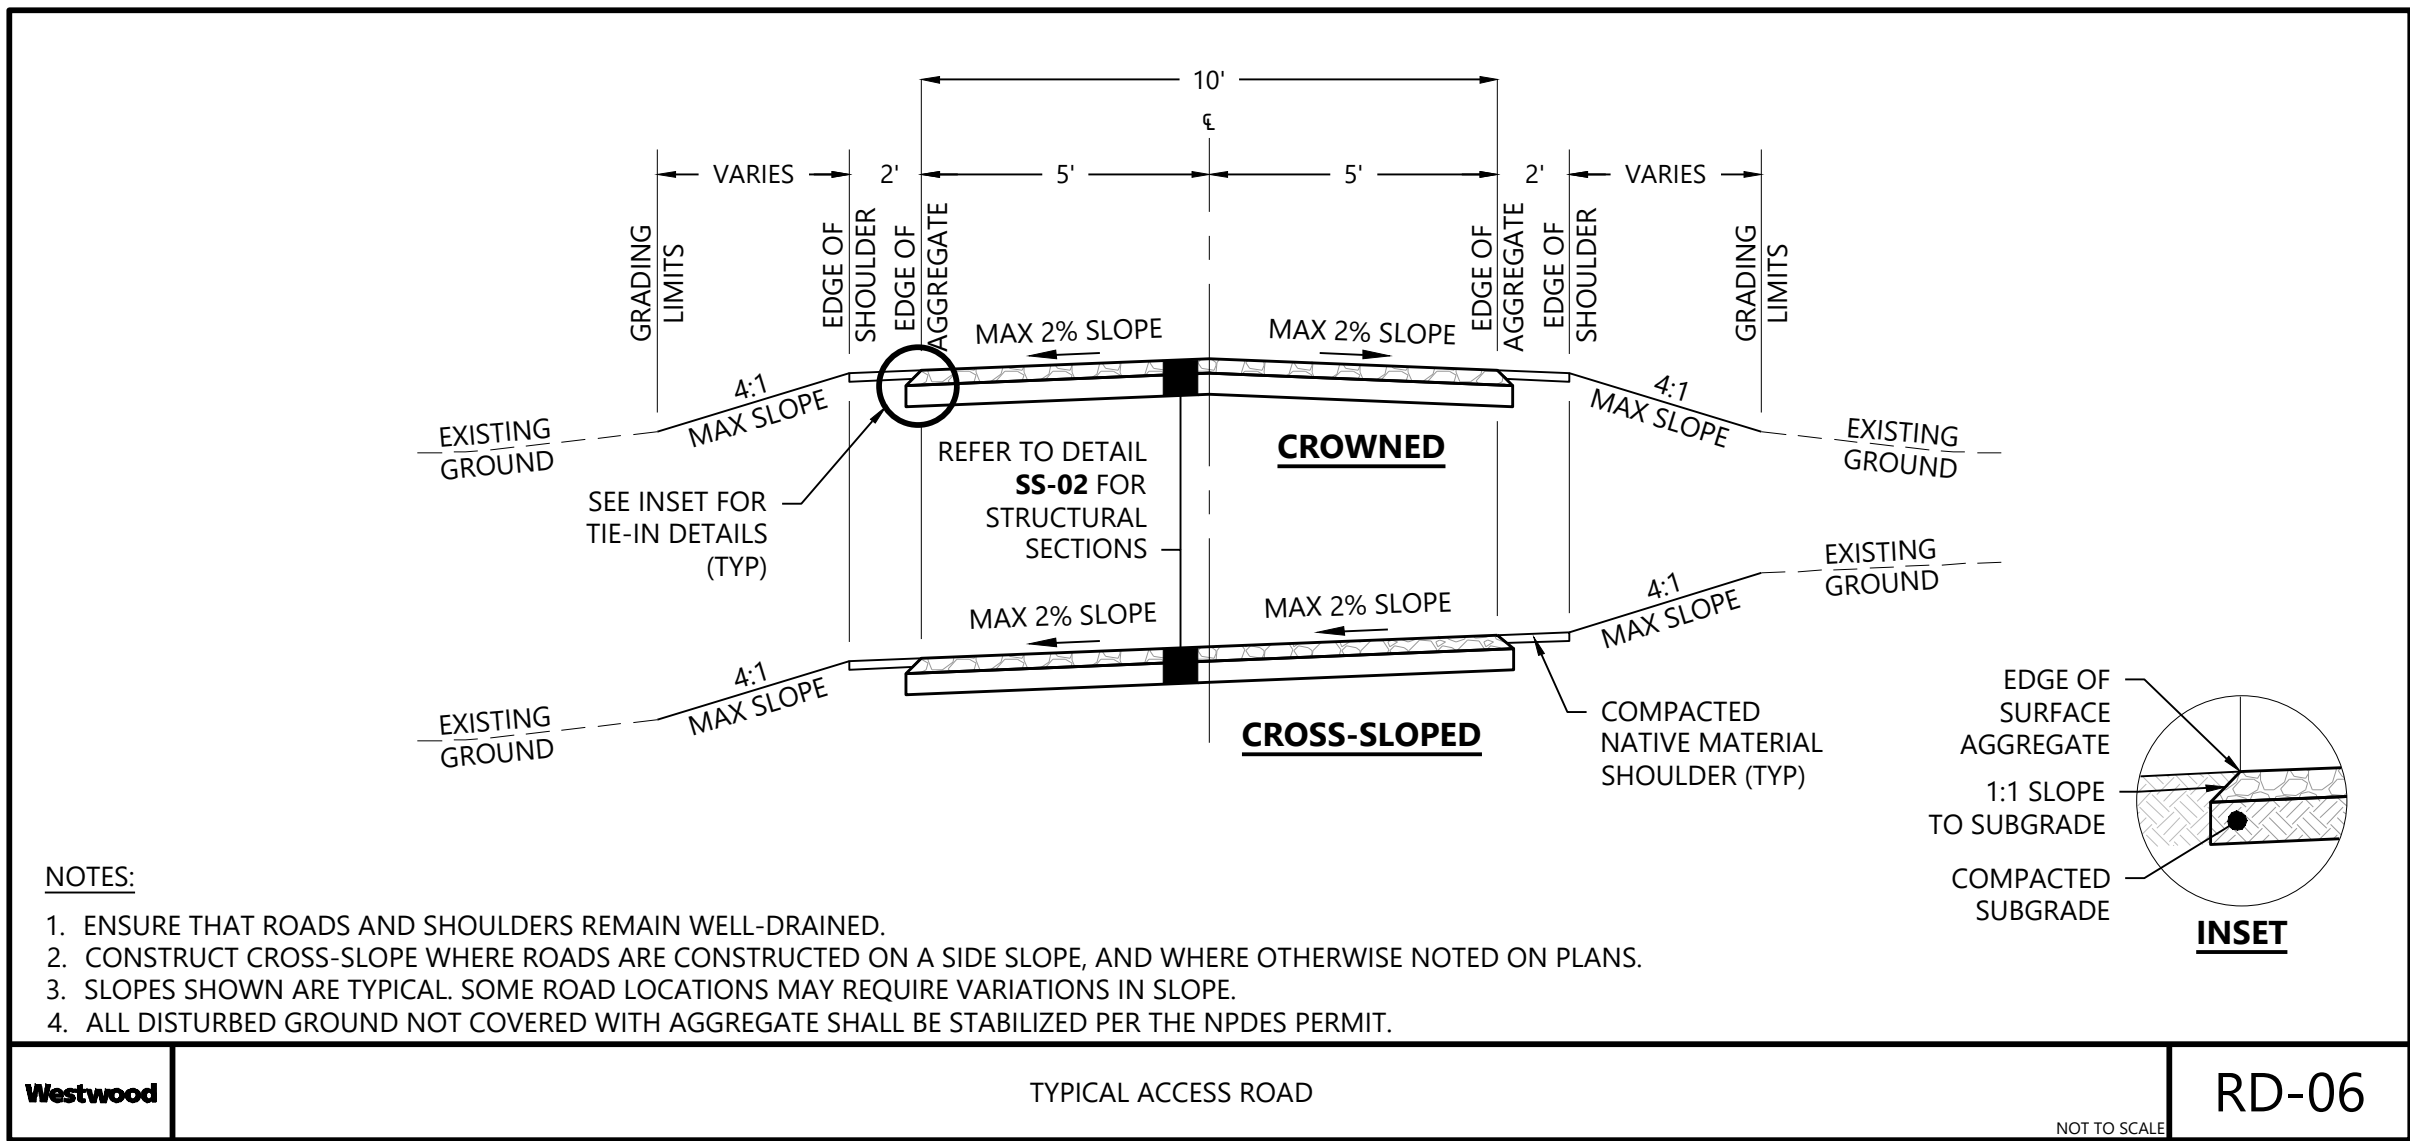 10'
℄
VARIES
2'
5'
5'
2'
VARIES
GRADING
LIMITS
EDGE OF
SHOULDER
EDGE OF
AGGREGATE
EDGE OF
AGGREGATE
EDGE OF
SHOULDER
GRADING
LIMITS
MAX 2% SLOPE
MAX 2% SLOPE
4:1
MAX SLOPE
4:1
MAX SLOPE
EXISTING
GROUND
EXISTING
GROUND
CROWNED
REFER TO DETAIL
SS-02 FOR
STRUCTURAL
SECTIONS
SEE INSET FOR
TIE-IN DETAILS
(TYP)
EXISTING
GROUND
4:1
MAX SLOPE
MAX 2% SLOPE
MAX 2% SLOPE
4:1
MAX SLOPE
EXISTING
GROUND
CROSS-SLOPED
COMPACTED
NATIVE MATERIAL
SHOULDER (TYP)
EDGE OF
SURFACE
AGGREGATE
1:1 SLOPE
TO SUBGRADE
COMPACTED
SUBGRADE
INSET
NOTES:
1. ENSURE THAT ROADS AND SHOULDERS REMAIN WELL-DRAINED.
2. CONSTRUCT CROSS-SLOPE WHERE ROADS ARE CONSTRUCTED ON A SIDE SLOPE, AND WHERE OTHERWISE NOTED ON PLANS.
3. SLOPES SHOWN ARE TYPICAL. SOME ROAD LOCATIONS MAY REQUIRE VARIATIONS IN SLOPE.
4. ALL DISTURBED GROUND NOT COVERED WITH AGGREGATE SHALL BE STABILIZED PER THE NPDES PERMIT.
Westwood
TYPICAL ACCESS ROAD
NOT TO SCALE
RD-06